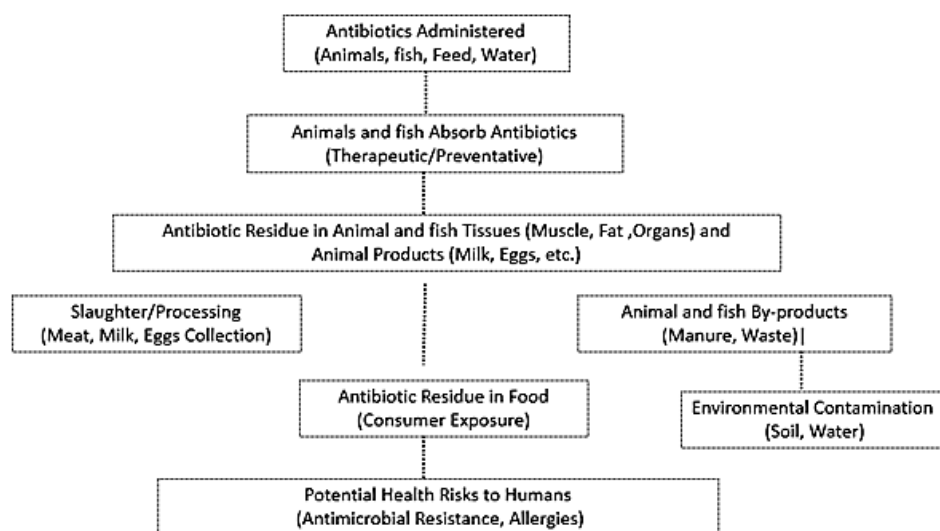 Antibiotics Administered
(Animals, fish, Feed, Water)
Animals and fish Absorb Antibiotics
(Therapeutic/Preventative)
Antibiotic Residue in Animal and fish Tissues (Muscle, Fat ,Organs) and
Animal Products (Milk, Eggs, etc.)
Slaughter/Processing
(Meat, Milk, Eggs Collection)
Animal and fish By-products
(Manure, Waste)|
Antibiotic Residue in Food
(Consumer Exposure)
Environmental Contamination
(Soil, Water)
Potential Health Risks to Humans
(Antimicrobial Resistance, Allergies)